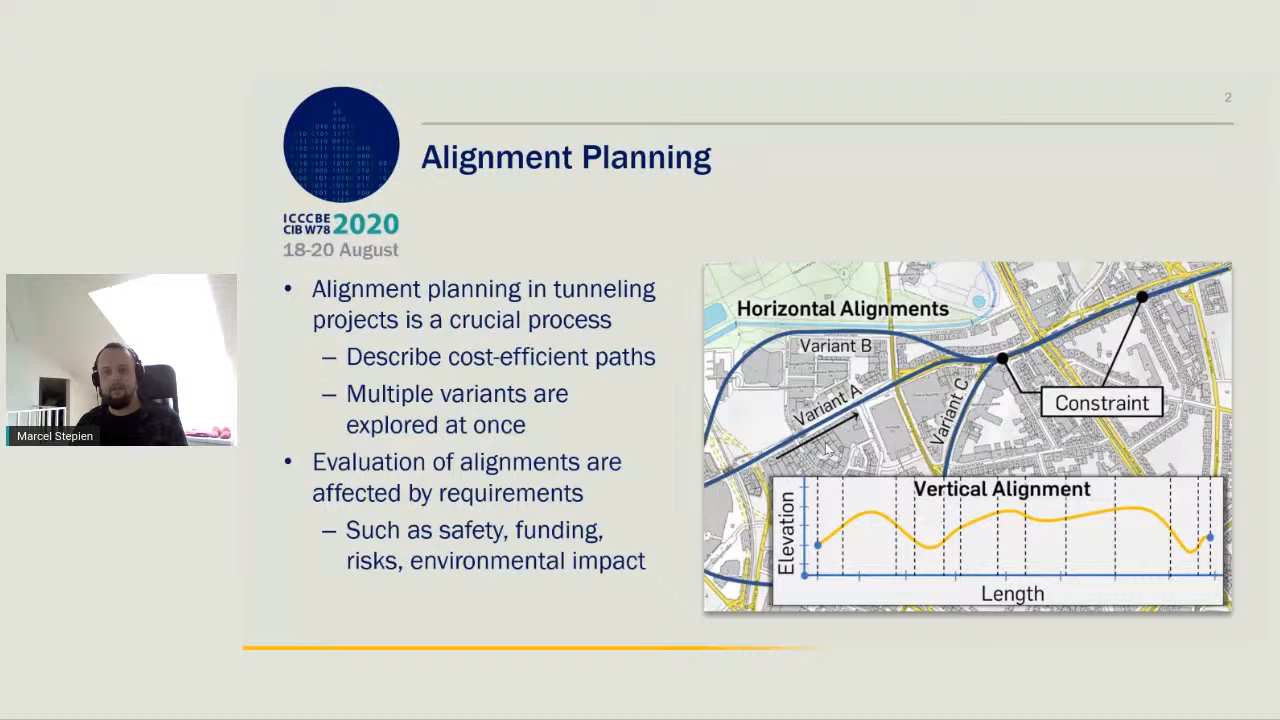 2
Alignment Planning
ICCCBE
CIB W78
2020
18-20 August
• Alignment planning in tunneling
projects is a crucial process
– Describe cost-efficient paths
– Multiple variants are
explored at once
• Evaluation of alignments are
affected by requirements
– Such as safety, funding,
risks, environmental impact
Horizontal Alignments
Variant B
Variant A
Variant C
Constraint
Vertical Alignment
Elevation
Length
Marcel Stepien